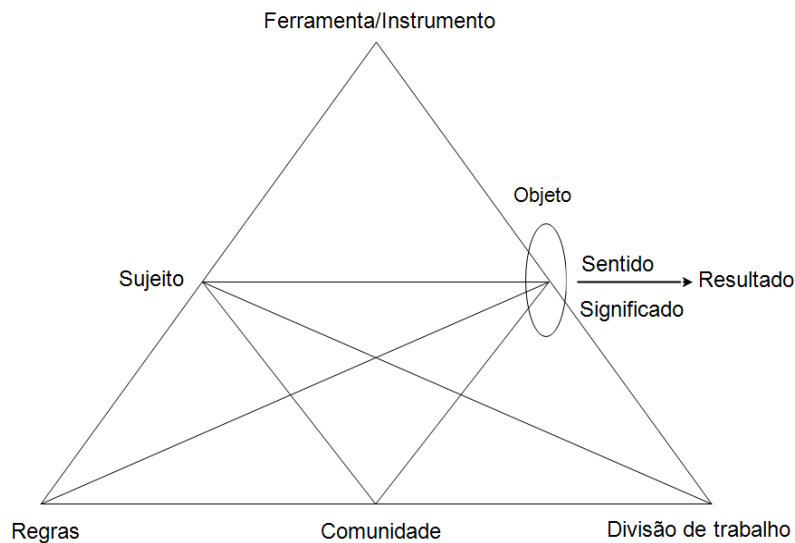 Ferramenta/Instrumento
Objeto
Sujeito
Sentido
Resultado
Significado
Regras
Comunidade
Divisão de trabalho